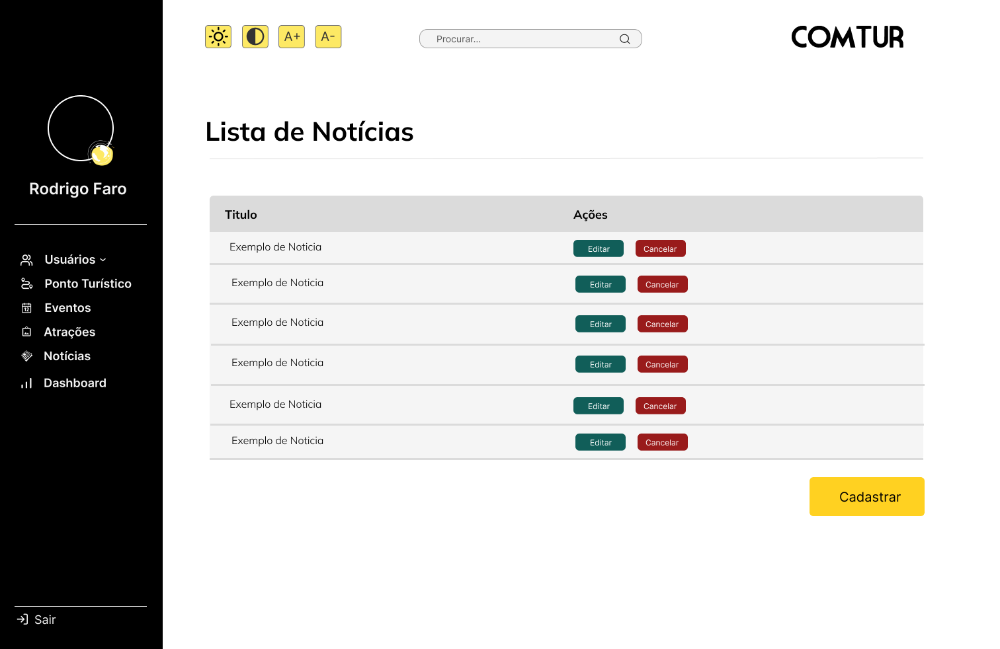 A+ A-
Procurar...
COMTUR
Rodrigo Faro
Usuários
Ponto Turístico
12
Eventos
Atrações
Notícias
Dashboard
Sair
Lista de Notícias
Titulo Ações
Exemplo de Noticia Editar Cancelar
Exemplo de Noticia Editar Cancelar
Exemplo de Noticia Editar Cancelar
Exemplo de Noticia Editar Cancelar
Exemplo de Noticia Editar Cancelar
Exemplo de Noticia Editar Cancelar
Cadastrar